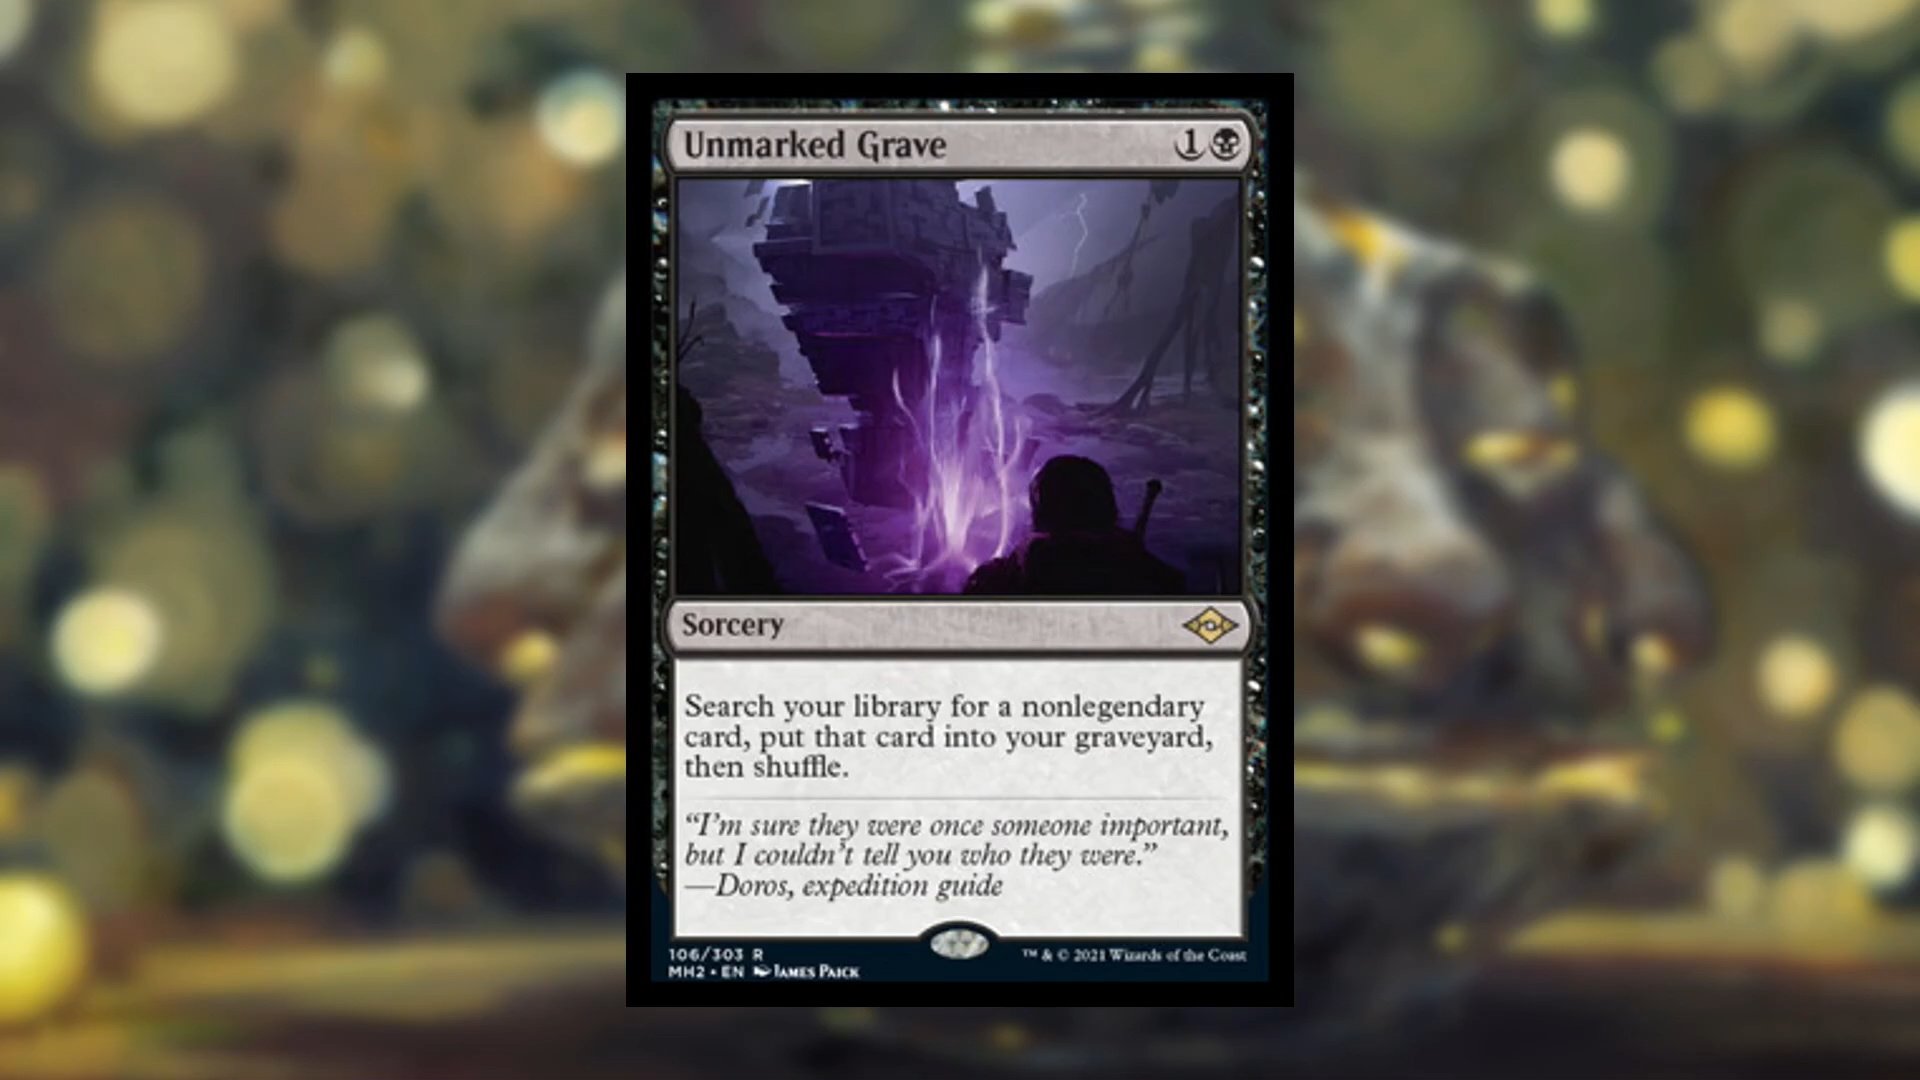 Unmarked Grave 1
Sorcery
Search your library for a nonlegendary
card, put that card into your graveyard,
then shuffle.
“I’m sure they were once someone important,
but I couldn’t tell you who they were.”
—Doros, expedition guide
106/303 R
™ & © 2021 Wizards of the Coast
MH2 • EN James Paick